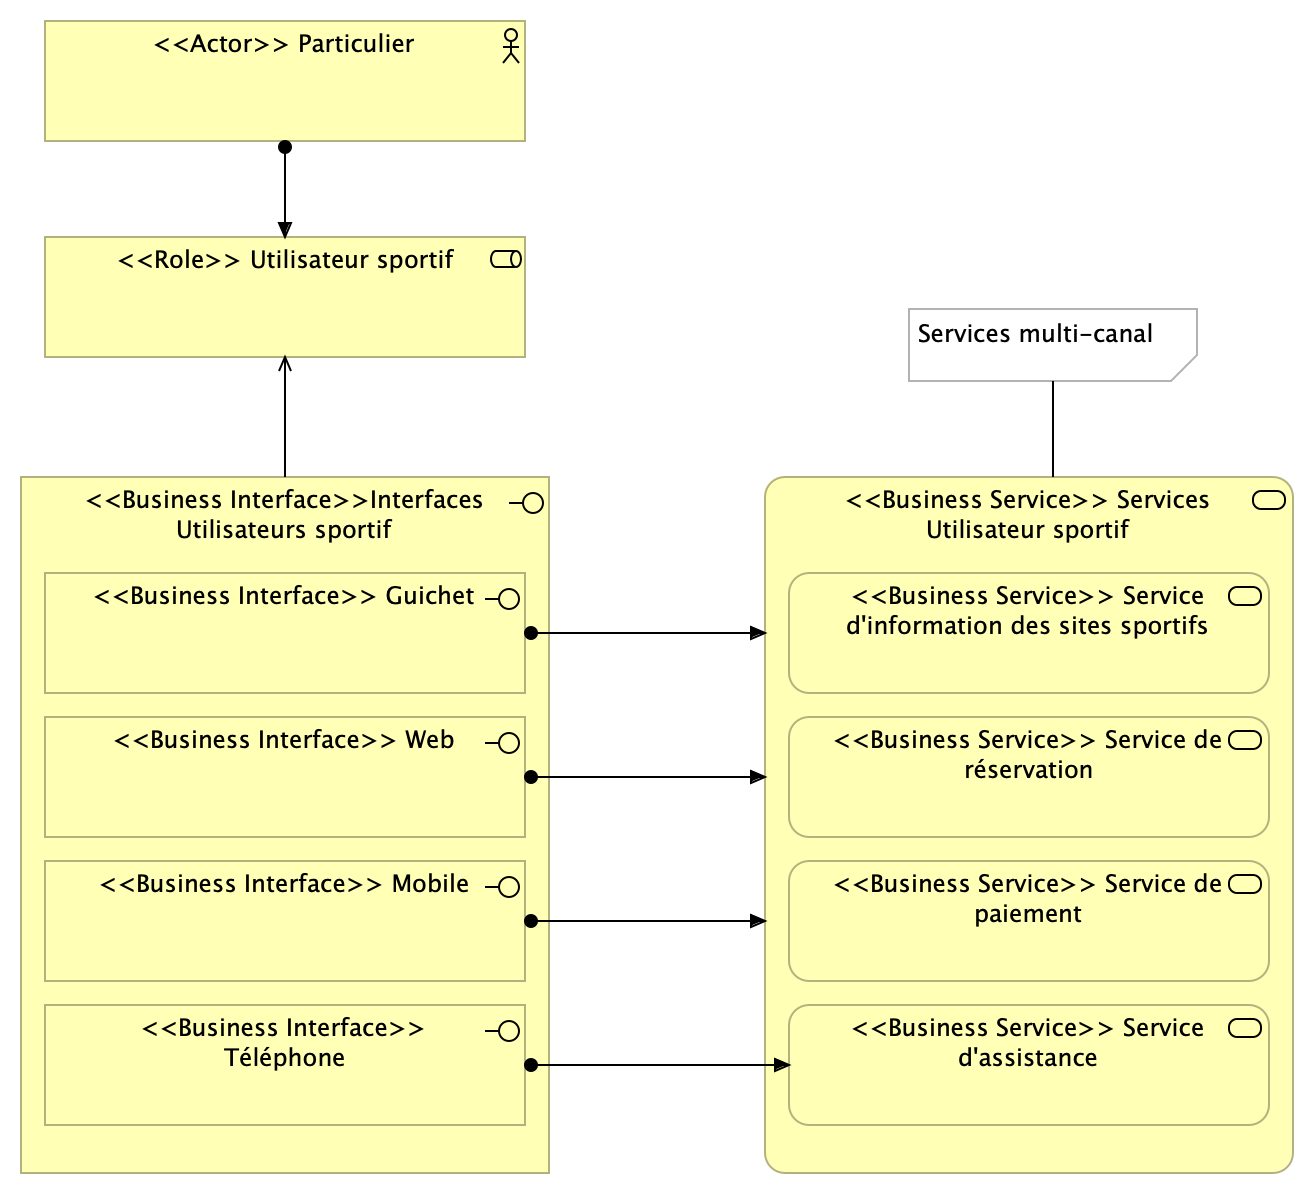 <<Actor>> Particulier
<<Role>> Utilisateur sportif
Services multi-canal
<<Business Interface>>Interfaces
Utilisateurs sportif
<<Business Interface>> Guichet
<<Business Interface>> Web
<<Business Interface>> Mobile
<<Business Interface>>
Téléphone
<<Business Service>> Services
Utilisateur sportif
<<Business Service>> Service
d'information des sites sportifs
<<Business Service>> Service de
réservation
<<Business Service>> Service de
paiement
<<Business Service>> Service
d'assistance